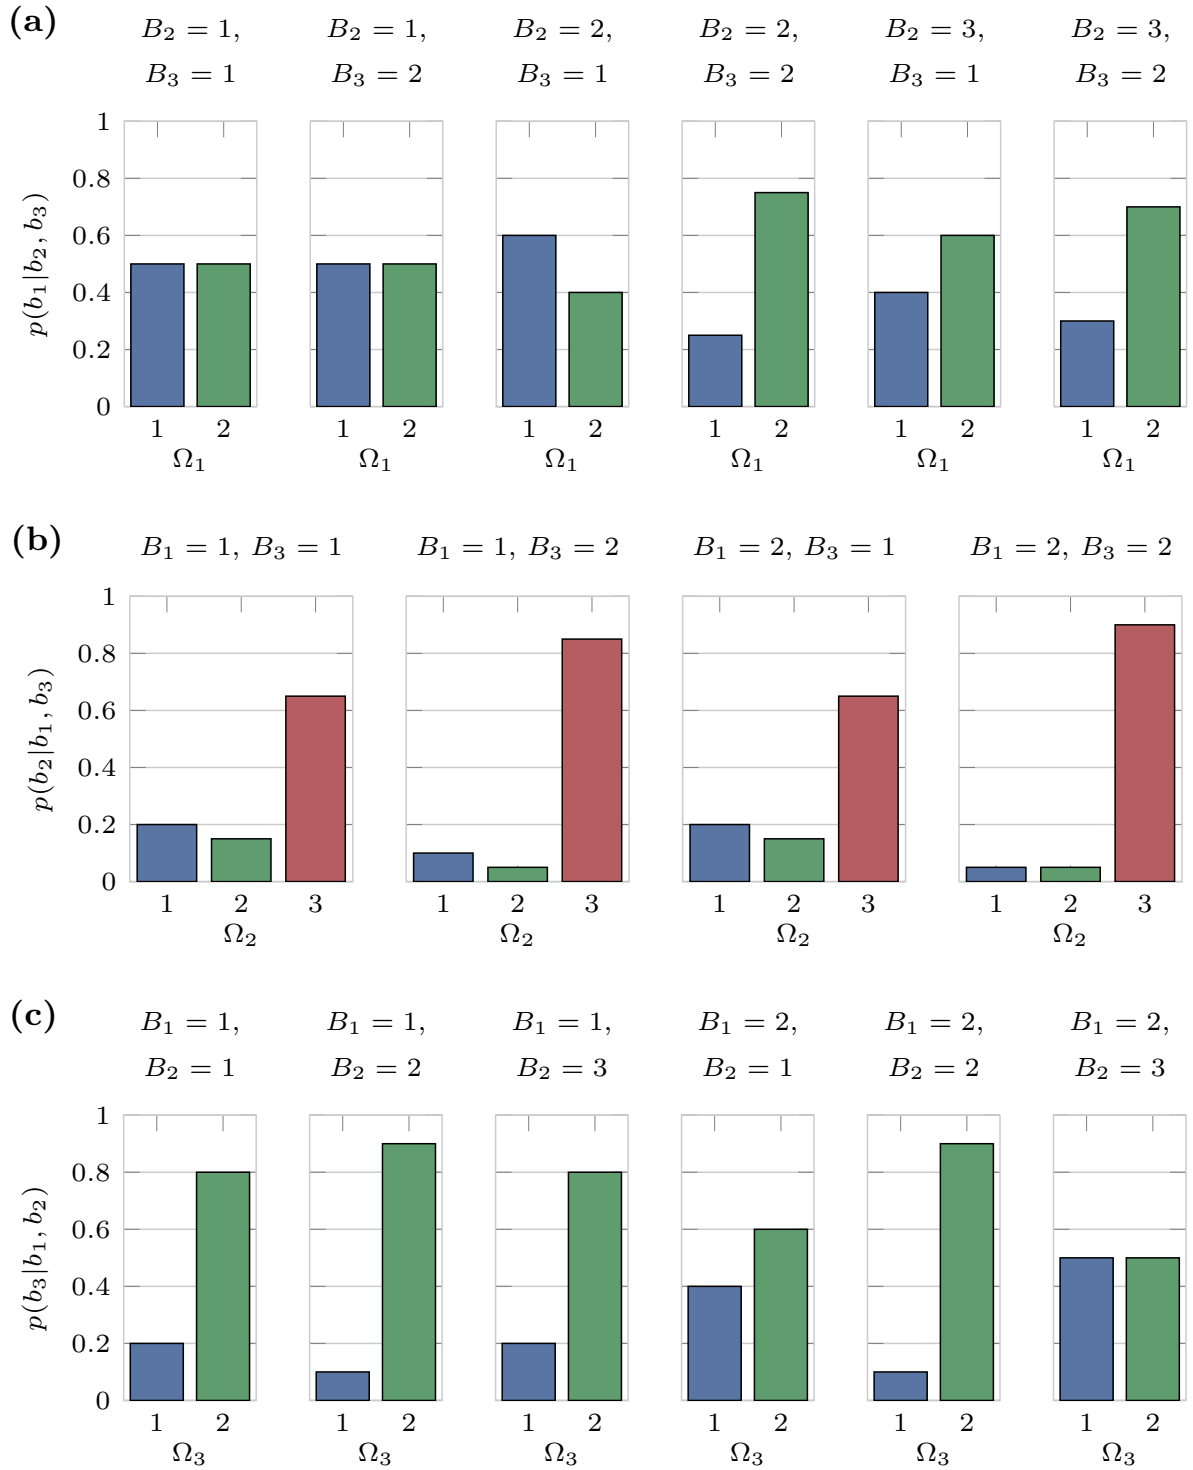 (a)
B₂ = 1, B₂ = 1, B₂ = 2, B₂ = 2, B₂ = 3, B₂ = 3,
B₃ = 1 B₃ = 2 B₃ = 1 B₃ = 2 B₃ = 1 B₃ = 2
1
0.8
0.6
0.4
0.2
0
p(b₁|b₂, b₃)
1 2 1 2 1 2 1 2 1 2 1 2
Ω₁ Ω₁ Ω₁ Ω₁ Ω₁ Ω₁
(b)
B₁ = 1, B₃ = 1 B₁ = 1, B₃ = 2 B₁ = 2, B₃ = 1 B₁ = 2, B₃ = 2
1
0.8
0.6
0.4
0.2
0
p(b₂|b₁, b₃)
1 2 3 1 2 3 1 2 3 1 2 3
Ω₂ Ω₂ Ω₂ Ω₂
(c)
B₁ = 1, B₁ = 1, B₁ = 1, B₁ = 2, B₁ = 2, B₁ = 2,
B₂ = 1 B₂ = 2 B₂ = 3 B₂ = 1 B₂ = 2 B₂ = 3
1
0.8
0.6
0.4
0.2
0
p(b₃|b₁, b₂)
1 2 1 2 1 2 1 2 1 2 1 2
Ω₃ Ω₃ Ω₃ Ω₃ Ω₃ Ω₃